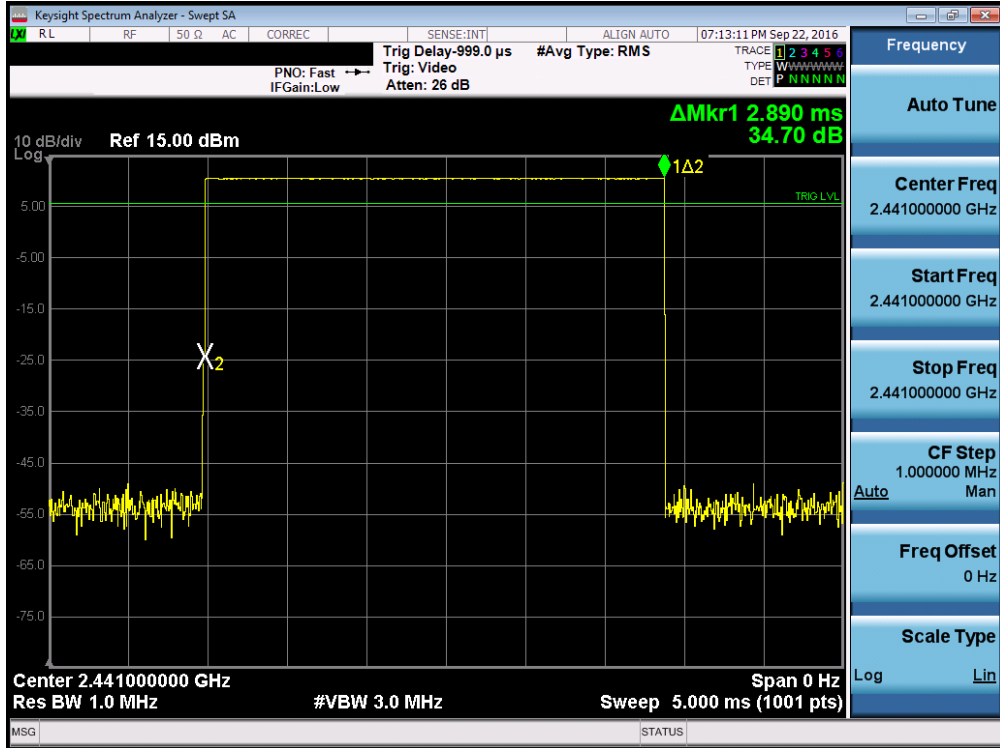 Keysight Spectrum Analyzer - Swept SA
LXI RL RF 50 Ω AC CORREC SENSE:INT ALIGN AUTO 07:13:11 PM Sep 22, 2016
Trig Delay-999.0 µs #Avg Type: RMS TRACE 1 2 3 4 5 6
PNO: Fast Trig: Video TYPE WWWWWWW
IFGain:Low Atten: 26 dB DET P N N N N N
ΔMkr1 2.890 ms
34.70 dB
10 dB/div Ref 15.00 dBm
Log
1Δ2
TRIG LVL
5.00
-5.00
-15.0
-25.0
X2
-35.0
-45.0
-55.0
-65.0
-75.0
Center 2.441000000 GHz Span 0 Hz
Res BW 1.0 MHz #VBW 3.0 MHz Sweep 5.000 ms (1001 pts)
MSG STATUS
Frequency
Auto Tune
Center Freq
2.441000000 GHz
Start Freq
2.441000000 GHz
Stop Freq
2.441000000 GHz
CF Step
1.000000 MHz
Auto Man
Freq Offset
0 Hz
Scale Type
Log Lin